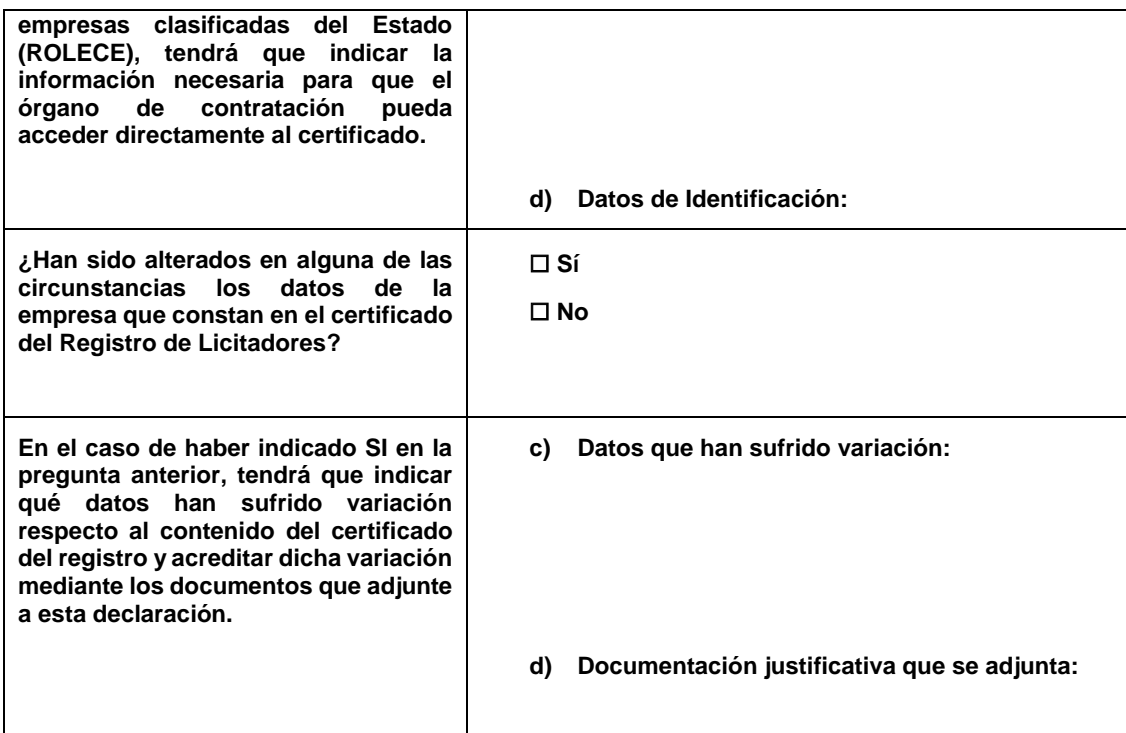 empresas clasificadas del Estado
(ROLECE), tendrá que indicar la
información necesaria para que el
órgano de contratación pueda
acceder directamente al certificado.
d) Datos de Identificación:
¿Han sido alterados en alguna de las
circunstancias los datos de la
empresa que constan en el certificado
del Registro de Licitadores?
☐ Sí
☐ No
En el caso de haber indicado SI en la
pregunta anterior, tendrá que indicar
qué datos han sufrido variación
respecto al contenido del certificado
del registro y acreditar dicha variación
mediante los documentos que adjunte
a esta declaración.
c) Datos que han sufrido variación:
d) Documentación justificativa que se adjunta: